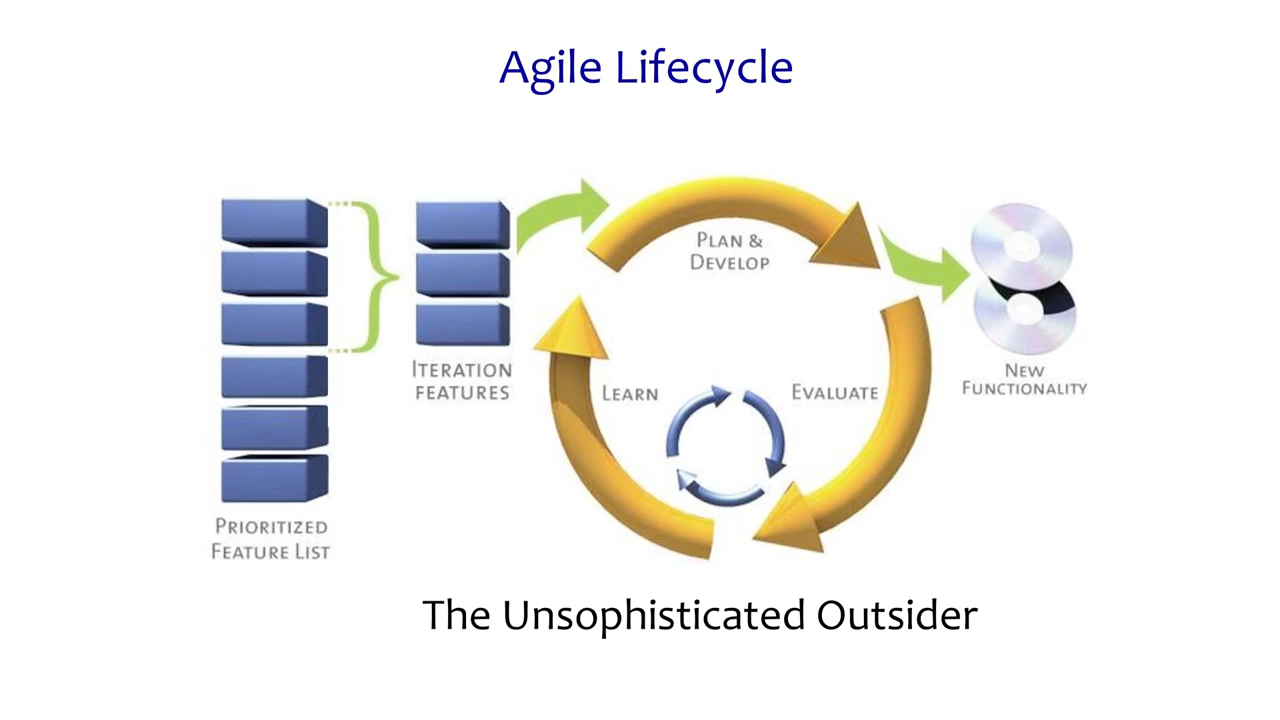 Agile Lifecycle
PLAN &
DEVELOP
ITERATION
FEATURES
LEARN
EVALUATE
NEW
FUNCTIONALITY
PRIORITIZED
FEATURE LIST
The Unsophisticated Outsider